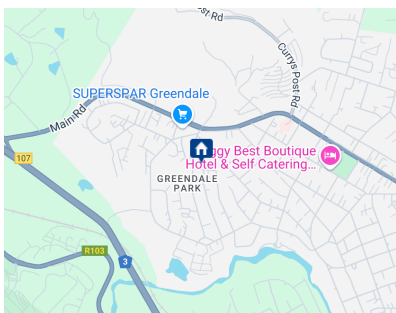 st Rd
Currys Post Rd
SUPERSPAR Greendale
Main Rd
107
ggy Best Boutique
Hotel & Self Catering...
GREENDALE
PARK
R103
3